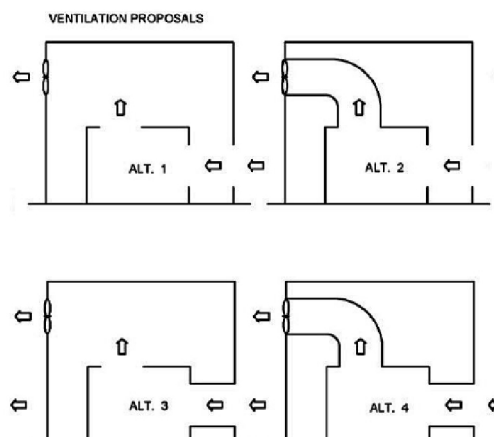 VENTILATION PROPOSALS
ALT. 1
ALT. 2
ALT. 3
ALT. 4